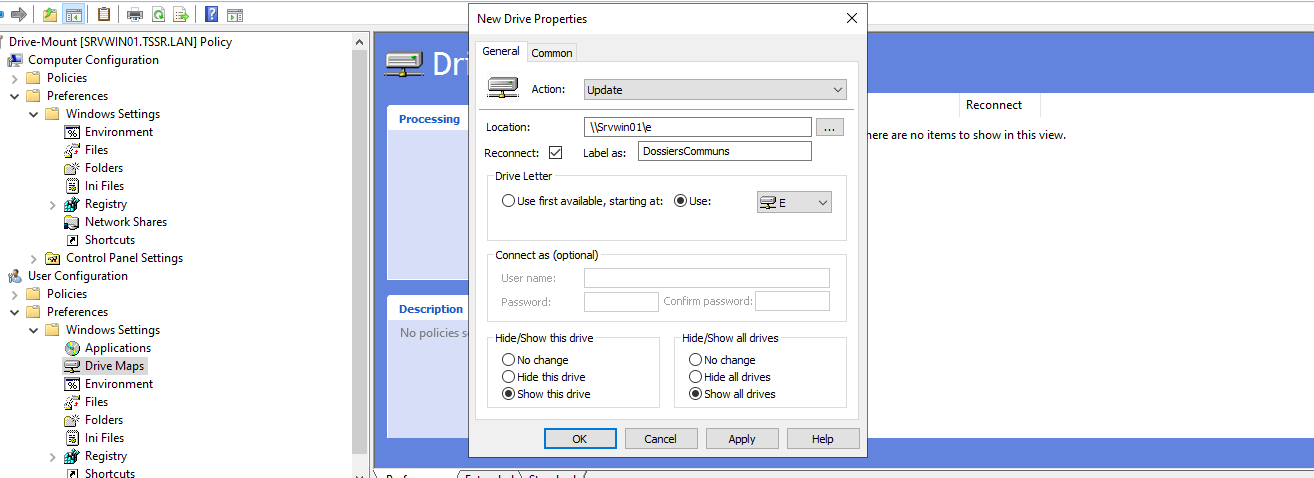 Drive-Mount [SRVWIN01.TSSR.LAN] Policy
Computer Configuration
Policies
Preferences
Windows Settings
Environment
Files
Folders
Ini Files
Registry
Network Shares
Shortcuts
Control Panel Settings
User Configuration
Policies
Preferences
Windows Settings
Applications
Drive Maps
Environment
Files
Folders
Ini Files
Registry
Shortcuts
Dri
Processing
Description
No policies s
Reconnect
here are no items to show in this view.
New Drive Properties
General Common
Action: Update
Location: \\Srvwin01\e ...
Reconnect: Label as: DossiersCommuns
Drive Letter
Use first available, starting at: Use: E
Connect as (optional)
User name:
Password: Confirm password:
Hide/Show this drive
No change
Hide this drive
Show this drive
Hide/Show all drives
No change
Hide all drives
Show all drives
OK Cancel Apply Help